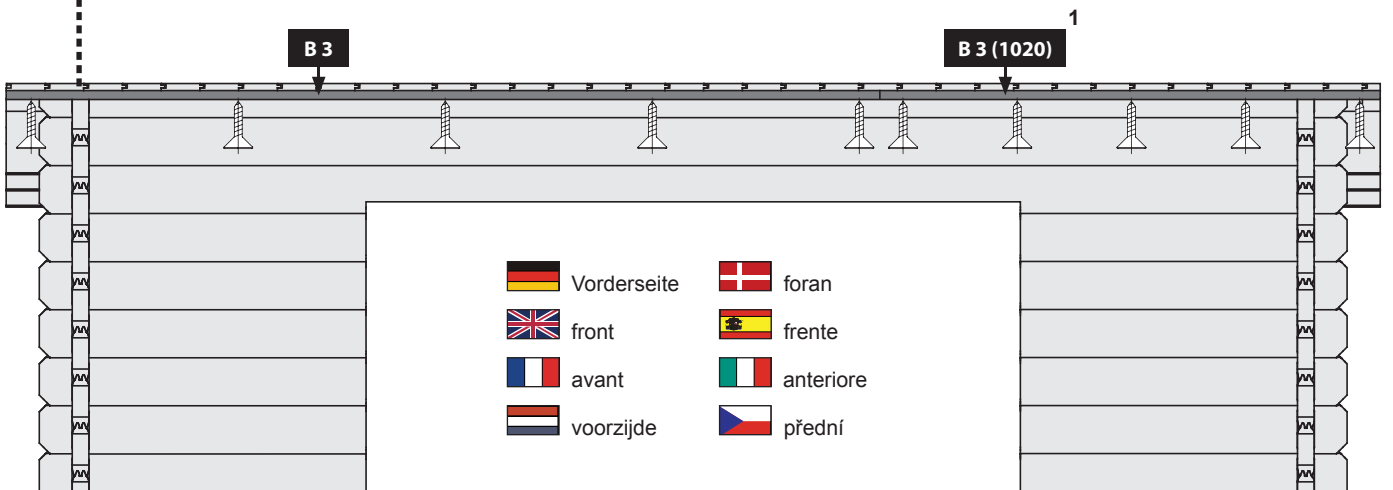 1
B 3
B 3 (1020)
Vorderseite
foran
front
frente
avant
anteriore
voorzijde
přední